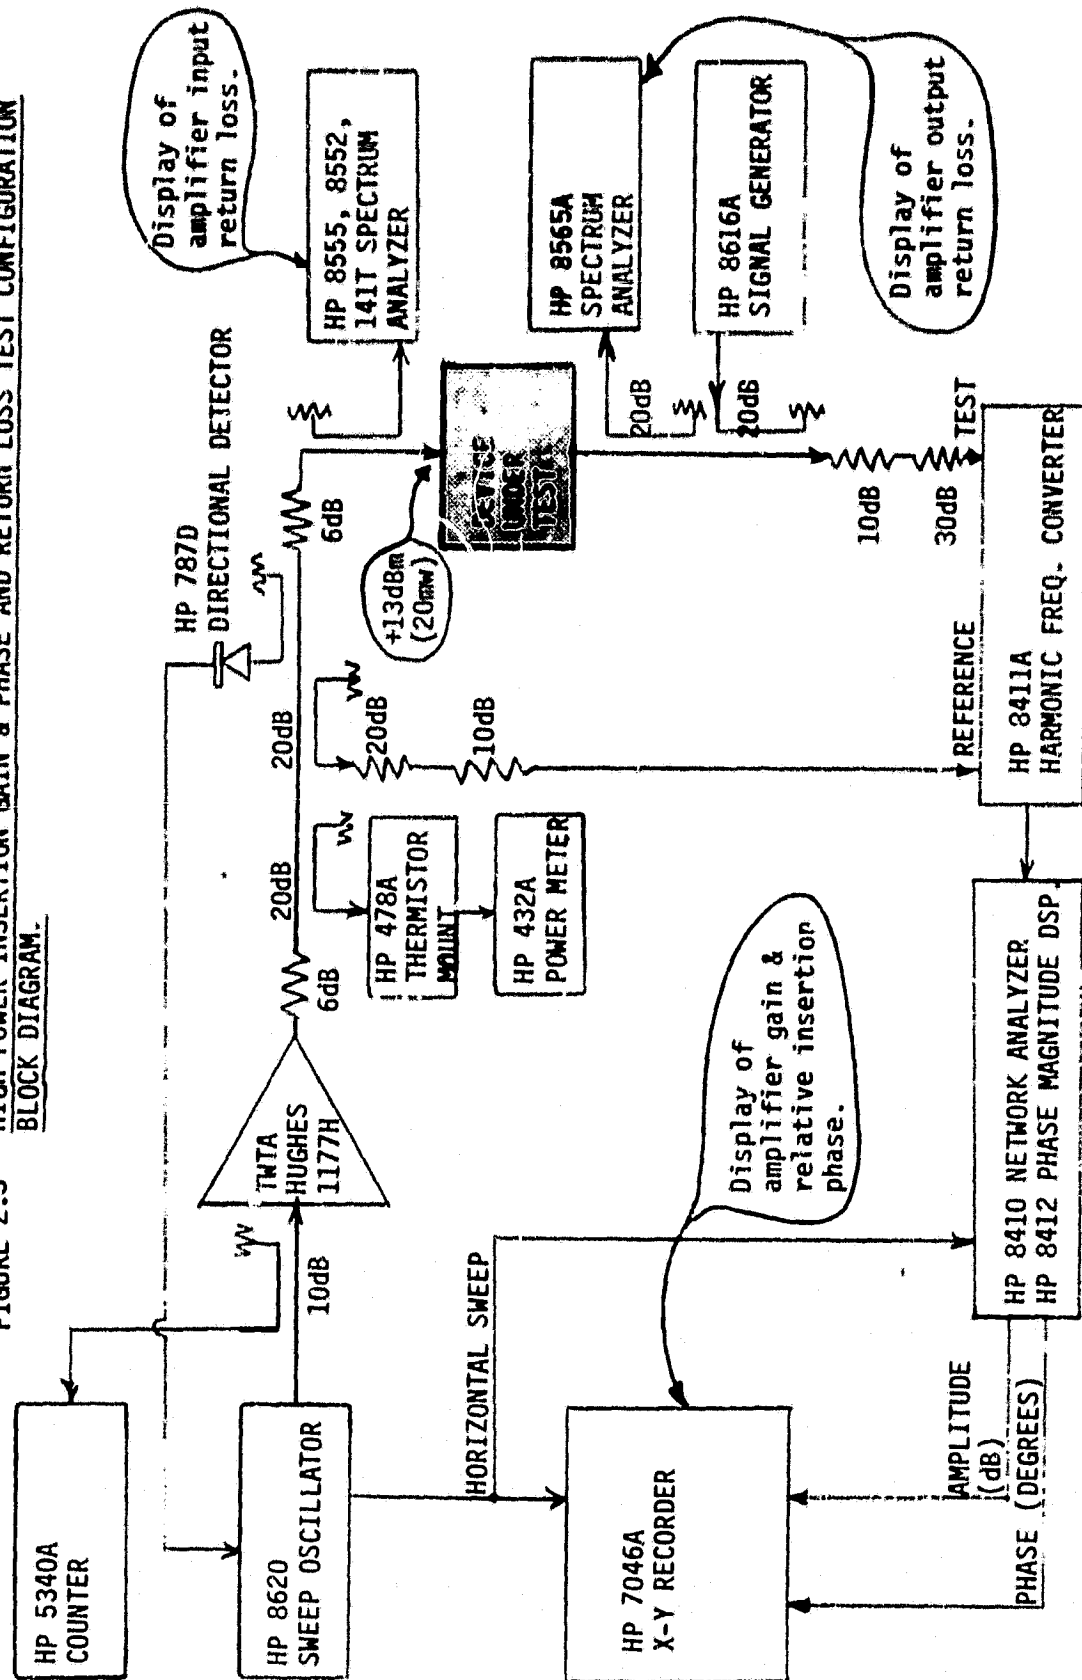 FIGURE 2.3 HIGH POWER INSERTION GAIN & PHASE AND RETURN LOSS TEST CONFIGURATION
BLOCK DIAGRAM.
HP 5340A
COUNTER
HP 8620
SWEEP OSCILLATOR
10dB
TWTA
HUGHES
1177H
6dB
20dB
20dB
HP 787D
DIRECTIONAL DETECTOR
6dB
Display of
amplifier input
return loss.
HP 8555, 8552,
141T SPECTRUM
ANALYZER
HP 478A
THERMISTOR
MOUNT
HP 432A
POWER METER
20dB
10dB
+13dBm
(20mw)
DEVICE
UNDER
TEST
HP 8565A
SPECTRUM
ANALYZER
20dB
HP 8616A
SIGNAL GENERATOR
20dB
Display of
amplifier output
return loss.
10dB
30dB
TEST
REFERENCE
HP 8411A
HARMONIC FREQ. CONVERTER
HORIZONTAL SWEEP
HP 7046A
X-Y RECORDER
Display of
amplifier gain &
relative insertion
phase.
AMPLITUDE
(dB)
PHASE (DEGREES)
HP 8410 NETWORK ANALYZER
HP 8412 PHASE MAGNITUDE DSP.